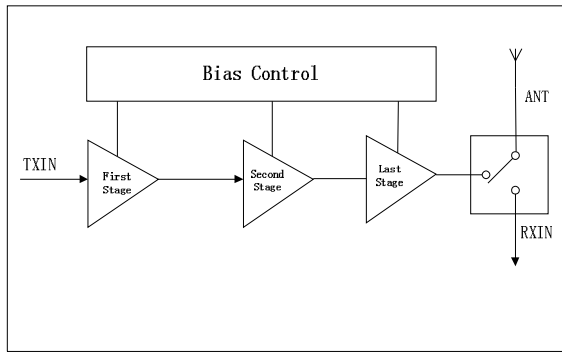 Bias Control
ANT
TXIN
First
Stage
Second
Stage
Last
Stage
RXIN